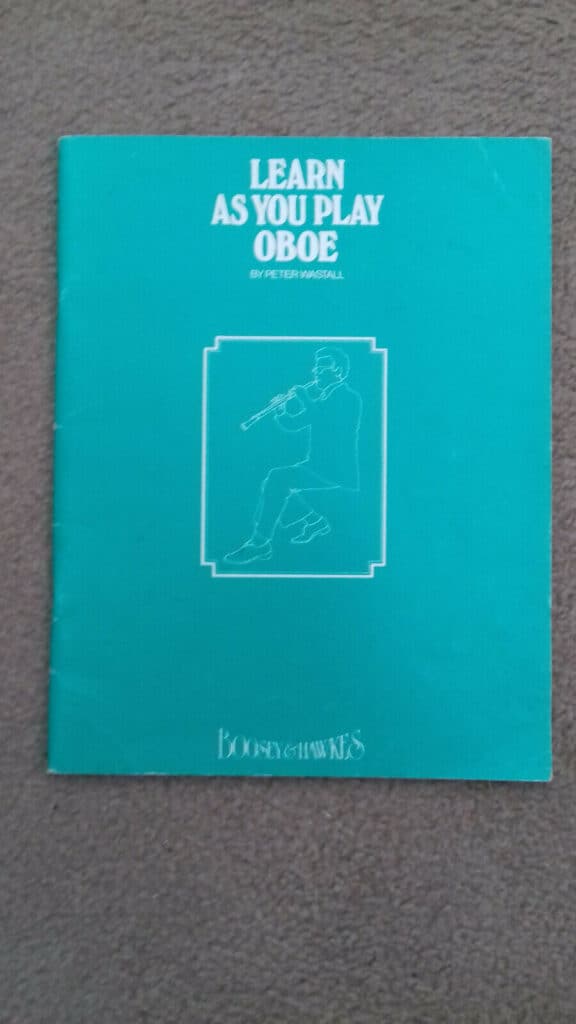 LEARN
AS YOU PLAY
OBOE
BY PETER WASTALL
BOOSEY & HAWKES